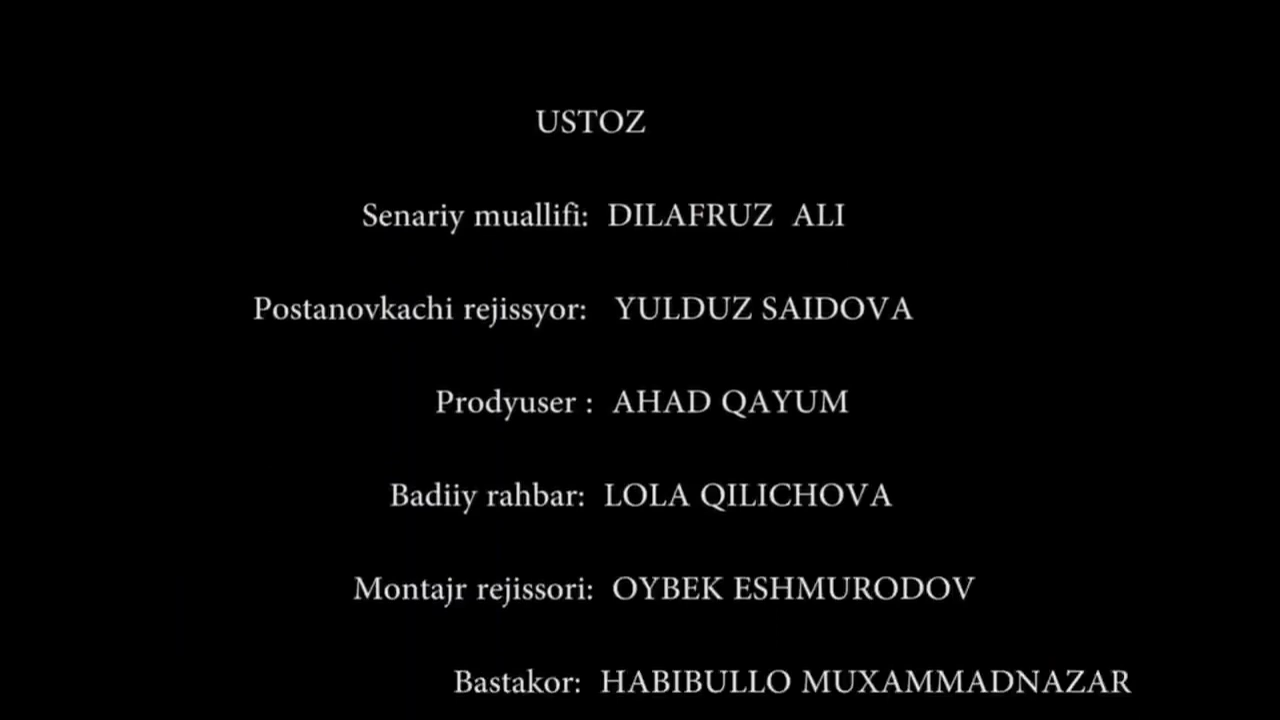 USTOZ
Senariy muallifi: DILAFRUZ ALI
Postanovkachi rejissyor: YULDUZ SAIDOVA
Prodyuser : AHAD QAYUM
Badiiy rahbar: LOLA QILICHOVA
Montajr rejissori: OYBEK ESHMURODOV
Bastakor: HABIBULLO MUXAMMADNAZAR